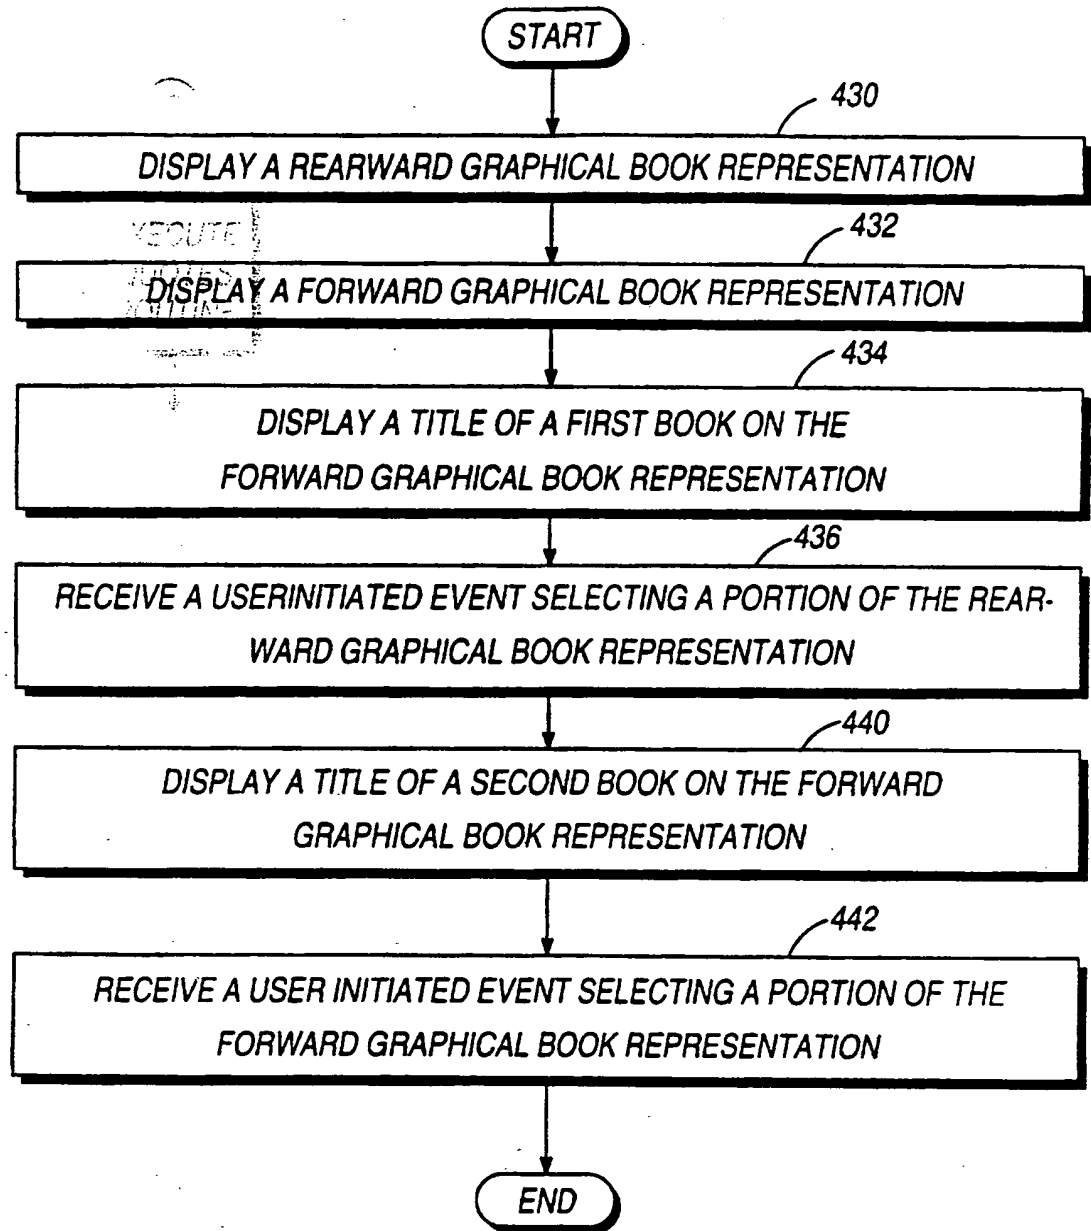 START
430
DISPLAY A REARWARD GRAPHICAL BOOK REPRESENTATION
432
DISPLAY A FORWARD GRAPHICAL BOOK REPRESENTATION
434
DISPLAY A TITLE OF A FIRST BOOK ON THE
FORWARD GRAPHICAL BOOK REPRESENTATION
436
RECEIVE A USERINITIATED EVENT SELECTING A PORTION OF THE REAR-
WARD GRAPHICAL BOOK REPRESENTATION
440
DISPLAY A TITLE OF A SECOND BOOK ON THE FORWARD
GRAPHICAL BOOK REPRESENTATION
442
RECEIVE A USER INITIATED EVENT SELECTING A PORTION OF THE
FORWARD GRAPHICAL BOOK REPRESENTATION
END